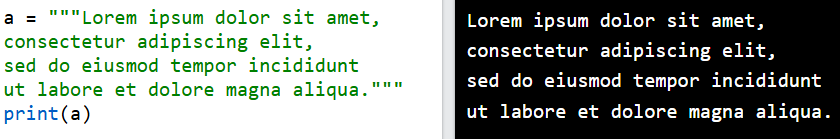 a = """Lorem ipsum dolor sit amet,
consectetur adipiscing elit,
sed do eiusmod tempor incididunt
ut labore et dolore magna aliqua."""
print(a)
Lorem ipsum dolor sit amet,
consectetur adipiscing elit,
sed do eiusmod tempor incididunt
ut labore et dolore magna aliqua.